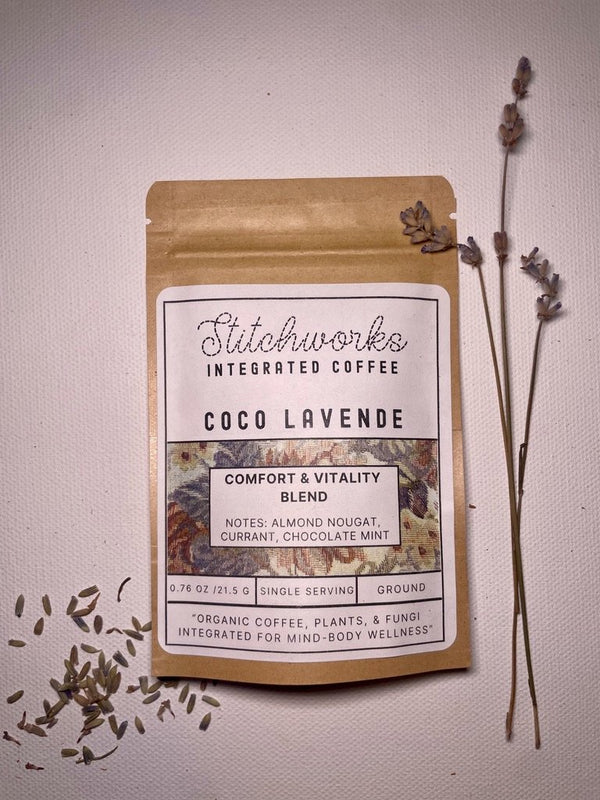 Stitchworks
INTEGRATED COFFEE
COCO LAVENDE
COMFORT & VITALITY
BLEND
NOTES: ALMOND NOUGAT,
CURRANT, CHOCOLATE MINT
0.76 OZ /21.5 G
SINGLE SERVING
GROUND
"ORGANIC COFFEE, PLANTS, & FUNGI
INTEGRATED FOR MIND-BODY WELLNESS"